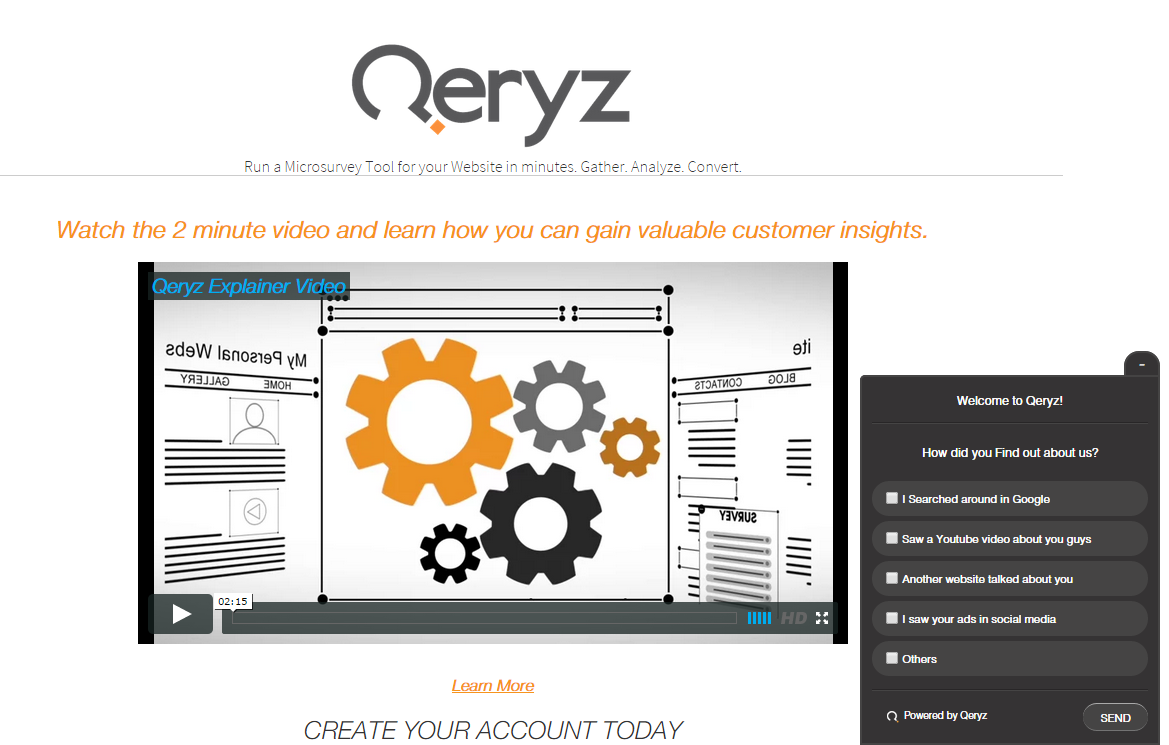 Qeryz
Run a Microsurvey Tool for your Website in minutes. Gather. Analyze. Convert.
Watch the 2 minute video and learn how you can gain valuable customer insights.
Qeryz Explainer Video
My Personal Webs
ite
HOME GALLERY
BLOG CONTACTS
SURVEY
02:15
HD
Learn More
CREATE YOUR ACCOUNT TODAY
-
Welcome to Qeryz!
How did you Find out about us?
I Searched around in Google
Saw a Youtube video about you guys
Another website talked about you
I saw your ads in social media
Others
Powered by Qeryz
SEND